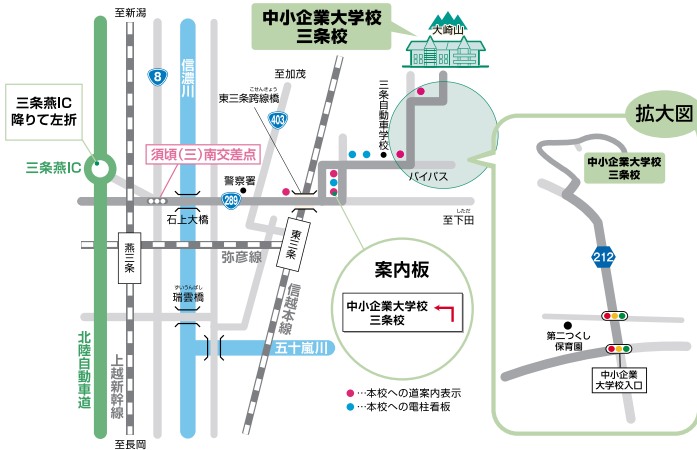 至新潟
中小企業大学校
三条校
大崎山
8
信濃川
至加茂
こせんきょう
東三条跨線橋
403
三条自動車学校
拡大図
三条燕IC
降りて左折
三条燕IC
須頃（三）南交差点
警察署
289
バイパス
石上大橋
しただ
至下田
燕三条
弥彦線
東三条
ずいうんばし
瑞雲橋
信越本線
五十嵐川
北陸自動車道
上越新幹線
至長岡
案内板
中小企業大学校
三条校
…本校への道案内表示
…本校への電柱看板
中小企業大学校
三条校
212
第二つくし
保育園
中小企業
大学校入口